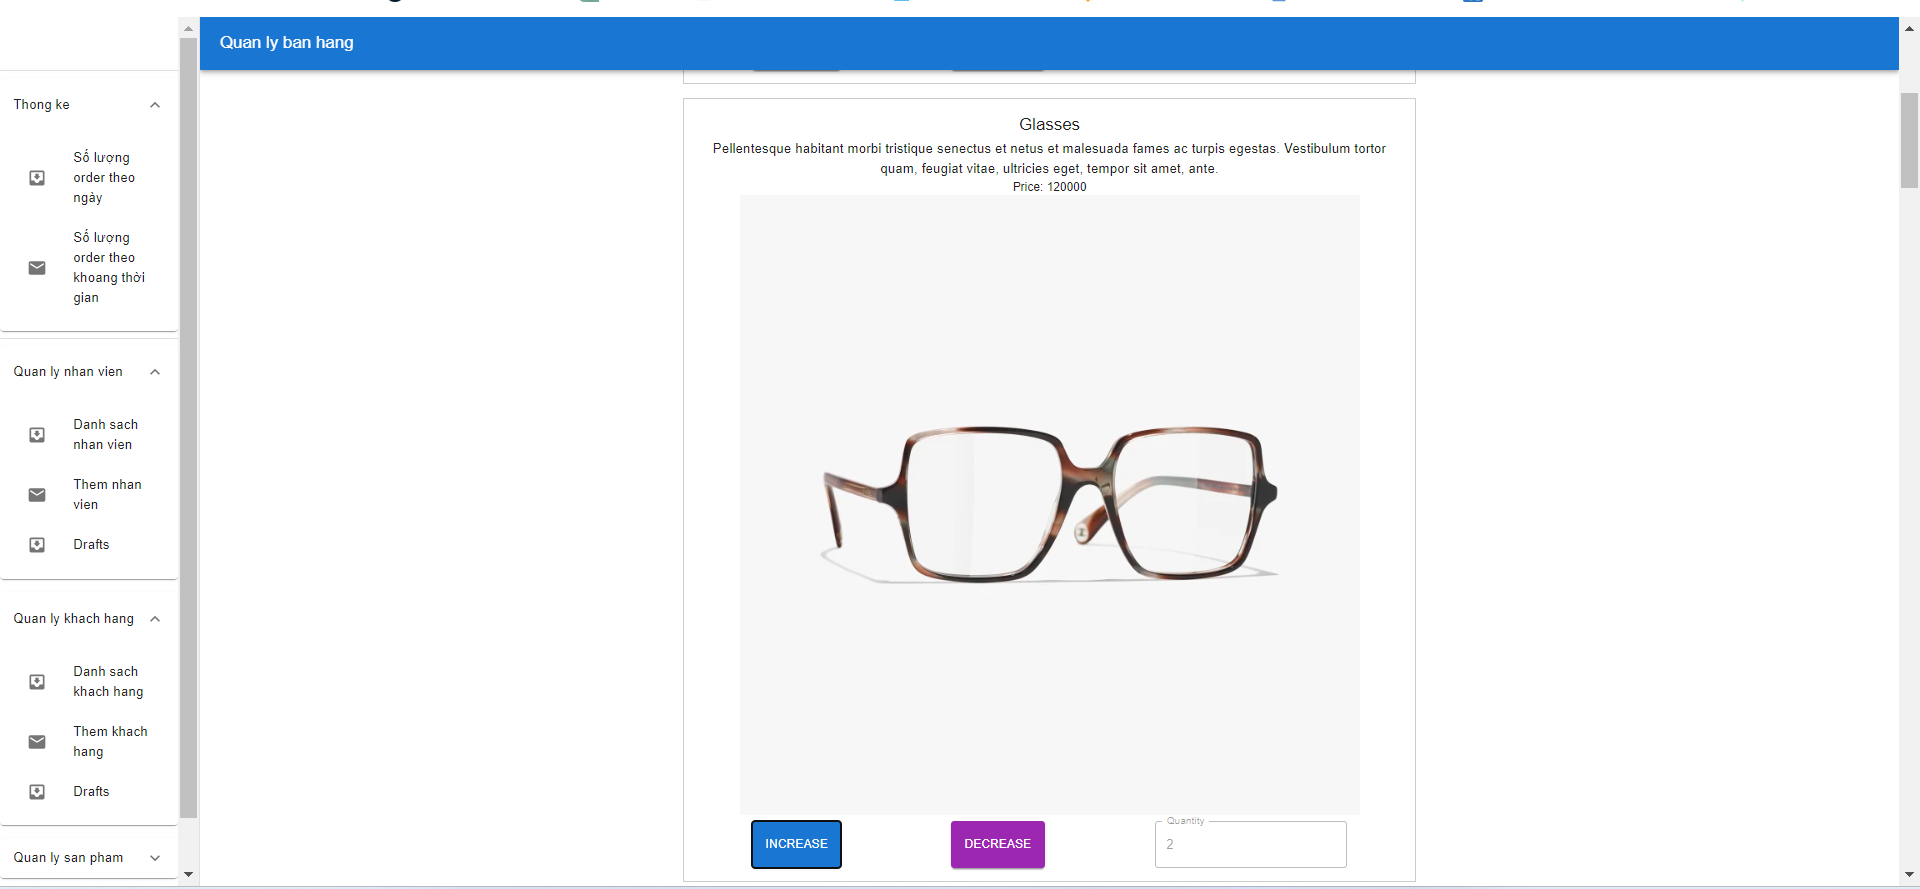 Quan ly ban hang
Thong ke
Số lượng
order theo
ngày
Số lượng
order theo
khoang thời
gian
Quan ly nhan vien
Danh sach
nhan vien
Them nhan
vien
Drafts
Quan ly khach hang
Danh sach
khach hang
Them khach
hang
Drafts
Quan ly san pham
Glasses
Pellentesque habitant morbi tristique senectus et netus et malesuada fames ac turpis egestas. Vestibulum tortor
quam, feugiat vitae, ultricies eget, tempor sit amet, ante.
Price: 120000
INCREASE
DECREASE
Quantity
2